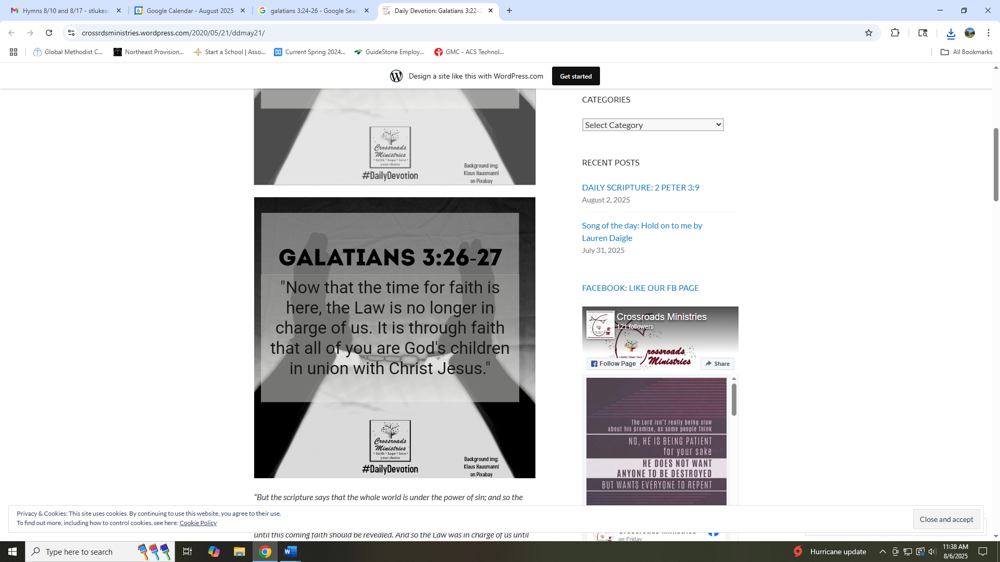 Hymns 8/10 and 8/17 - stlukesc
Google Calendar - August 2025
galatians 3:24-26 - Google Sear
Daily Devotion: Galatians 3:22-2
crossrdsministries.wordpress.com/2020/05/21/ddmay21/
Global Methodist C...
Northeast Provision...
Start a School | Asso...
Current Spring 2024...
GuideStone Employ...
GMC - ACS Technol...
All Bookmarks
Design a site like this with WordPress.com
Get started
Crossroads
Ministries
* faith * hope * love *
your choice
#DailyDevotion
Background img:
Klaus Hausmannl
on Pixabay
GALATIANS 3:26-27
"Now that the time for faith is
here, the Law is no longer in
charge of us. It is through faith
that all of you are God's children
in union with Christ Jesus."
Crossroads
Ministries
* faith * hope * love *
your choice
#DailyDevotion
Background img:
Klaus Hausmannl
on Pixabay
“But the scripture says that the whole world is under the power of sin; and so the
until this coming faith should be revealed. And so the Law was in charge of us until
CATEGORIES
Select Category
RECENT POSTS
DAILY SCRIPTURE: 2 PETER 3:9
August 2, 2025
Song of the day: Hold on to me by
Lauren Daigle
July 31, 2025
FACEBOOK: LIKE OUR FB PAGE
Crossroads Ministries
121 followers
rossroads
Ministries
Follow Page
Share
The Lord isn't really being slow
about his promise, as some people think
NO, HE IS BEING PATIENT
for your sake
HE DOES NOT WANT
ANYONE TO BE DESTROYED
BUT WANTS EVERYONE TO REPENT
Crossroads Ministries
on Friday
Privacy & Cookies: This site uses cookies. By continuing to use this website, you agree to their use.
To find out more, including how to control cookies, see here: Cookie Policy
Close and accept
Type here to search
Hurricane update
11:38 AM
8/6/2025